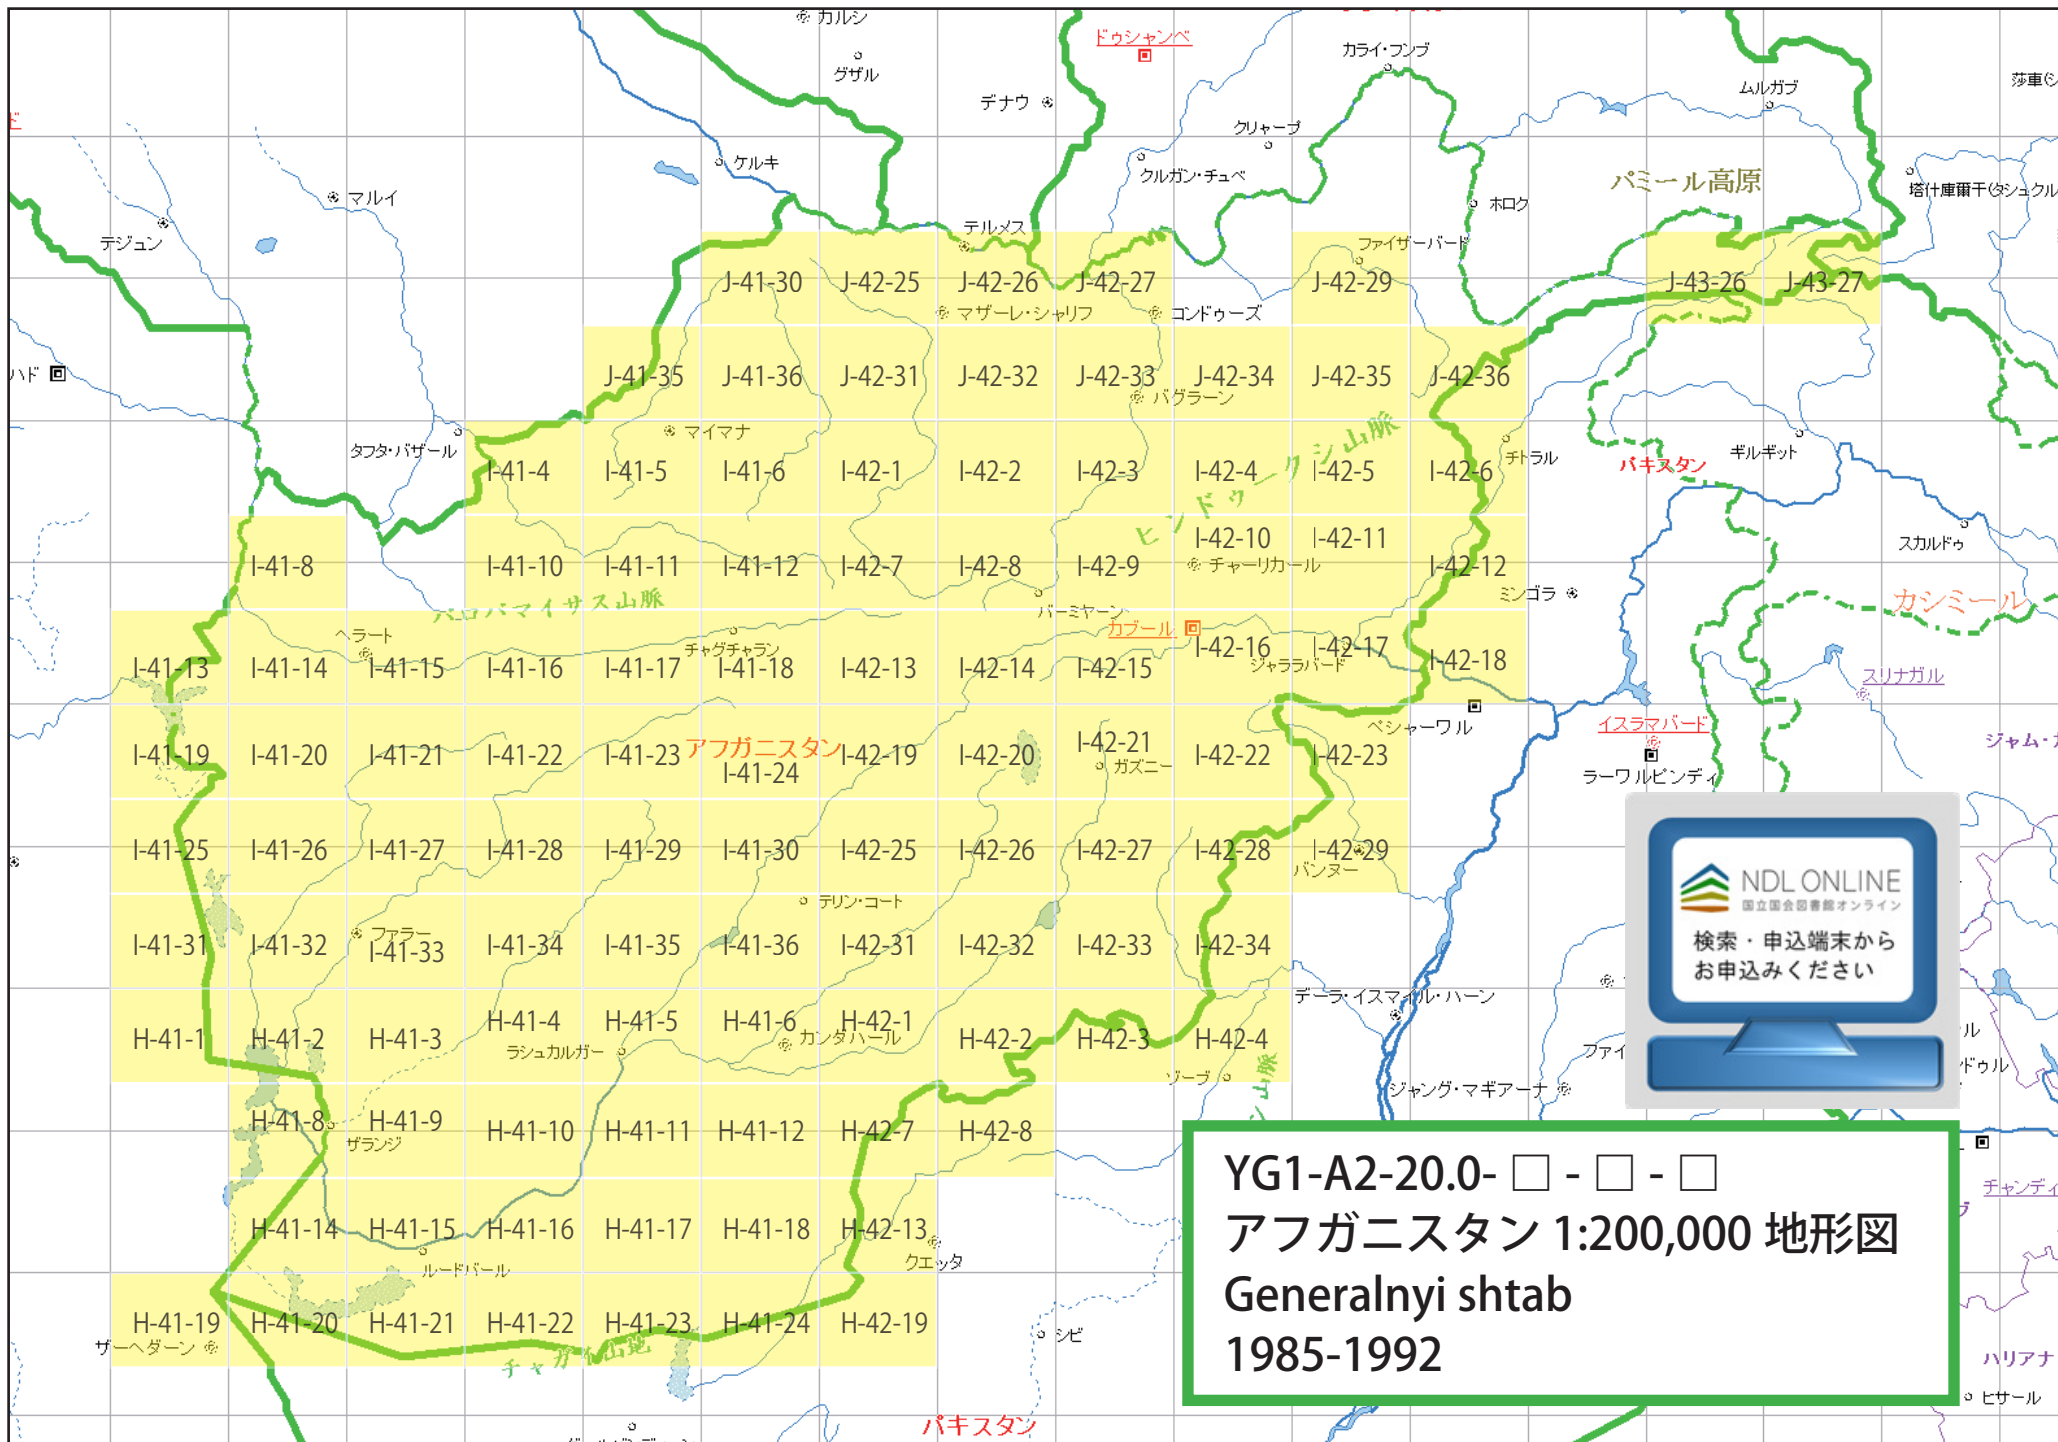 カルシ
ドゥシャンベ
カライ・フンブ
グザル
デナウ
ムルガブ
莎車(シ
ド
クリャーブ
ケルキ
クルガン・チュベ
パミール高原
塔什庫爾干(タシュクル
マルイ
ホロク
テジュン
テルメス
ファイザーバード
J-41-30 J-42-25 J-42-26 J-42-27 J-42-29 J-43-26 J-43-27
マザーレ・シャリフ
コンドゥーズ
ハド
J-41-35 J-41-36 J-42-31 J-42-32 J-42-33 J-42-34 J-42-35 J-42-36
バグラーン
マイマナ
タフタ・バザール
ヒンドゥークシ山脈
チトラル
パキスタン
ギルギット
I-41-4 I-41-5 I-41-6 I-42-1 I-42-2 I-42-3 I-42-4 I-42-5 I-42-6
I-41-8 I-41-10 I-41-11 I-41-12 I-42-7 I-42-8 I-42-9 I-42-10 I-42-11 I-42-12
チャーリカール
スカルドゥ
ミンゴラ
パロパマイサス山脈
バーミヤーン
カシミール
ヘラート
チャグチャラン
カブール
ジャララバード
I-41-13 I-41-14 I-41-15 I-41-16 I-41-17 I-41-18 I-42-13 I-42-14 I-42-15 I-42-16 I-42-17 I-42-18
スリナガル
ペシャーワル
イスラマバード
ジャム・カ
ラーワルピンディ
アフガニスタン
I-41-19 I-41-20 I-41-21 I-41-22 I-41-23 I-41-24 I-42-19 I-42-20 I-42-21 I-42-22 I-42-23
ガズニー
I-41-25 I-41-26 I-41-27 I-41-28 I-41-29 I-41-30 I-42-25 I-42-26 I-42-27 I-42-28 I-42-29
バンヌー
テリン・コート
ファラー
I-41-31 I-41-32 I-41-33 I-41-34 I-41-35 I-41-36 I-42-31 I-42-32 I-42-33 I-42-34
NDL ONLINE
国立国会図書館オンライン
検索・申込端末から
お申込みください
デーラ・イスマイル・ハーン
H-41-1 H-41-2 H-41-3 H-41-4 H-41-5 H-41-6 H-42-1 H-42-2 H-42-3 H-42-4
ラシュカルガー
カンダハール
ゾーブ
ン山脈
ファイ
ル
ドゥル
ジャング・マギアーナ
H-41-8 H-41-9 H-41-10 H-41-11 H-41-12 H-42-7 H-42-8
ザランジ
H-41-14 H-41-15 H-41-16 H-41-17 H-41-18 H-42-13
ルードバール
クエッタ
チャンディ
H-41-19 H-41-20 H-41-21 H-41-22 H-41-23 H-41-24 H-42-19
ザーヘダーン
チャガイ山地
シビ
YG1-A2-20.0- □ - □ - □
アフガニスタン 1:200,000 地形図
Generalnyi shtab
1985-1992
ハリアナ
ヒサール
パキスタン